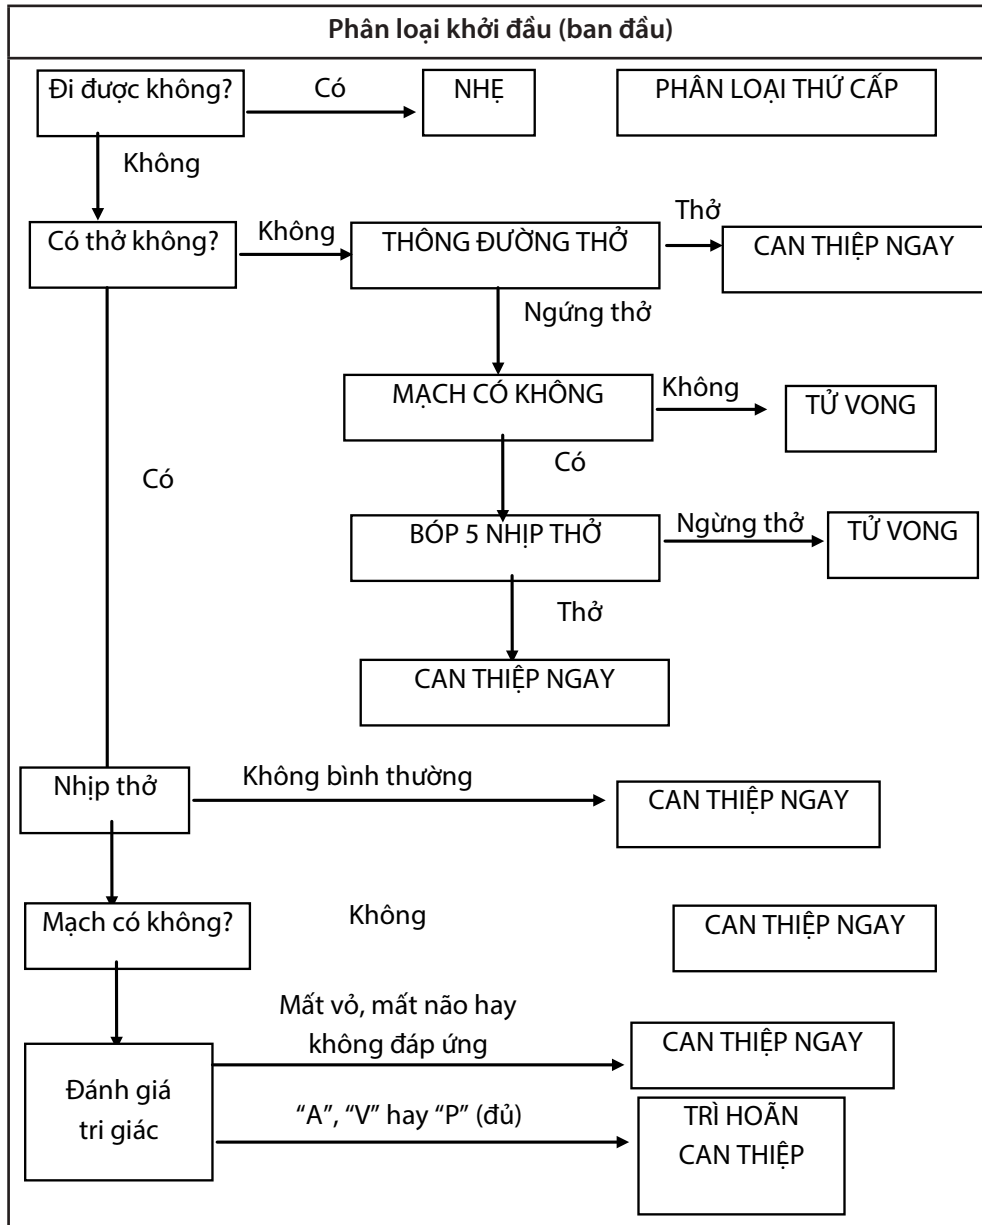 Phân loại khởi đầu (ban đầu)
Đi được không?
Có
NHẸ
PHÂN LOẠI THỨ CẤP
Không
Có thở không?
Không
THÔNG ĐƯỜNG THỞ
Thở
CAN THIỆP NGAY
Ngứng thở
MẠCH CÓ KHÔNG
Không
TỬ VONG
Có
Có
BÓP 5 NHỊP THỞ
Ngừng thở
TỬ VONG
Thở
CAN THIỆP NGAY
Nhịp thở
Không bình thường
CAN THIỆP NGAY
Mạch có không?
Không
CAN THIỆP NGAY
Mất vỏ, mất não hay
không đáp ứng
CAN THIỆP NGAY
Đánh giá
tri giác
“A”, “V” hay “P” (đủ)
TRÌ HOÃN
CAN THIỆP